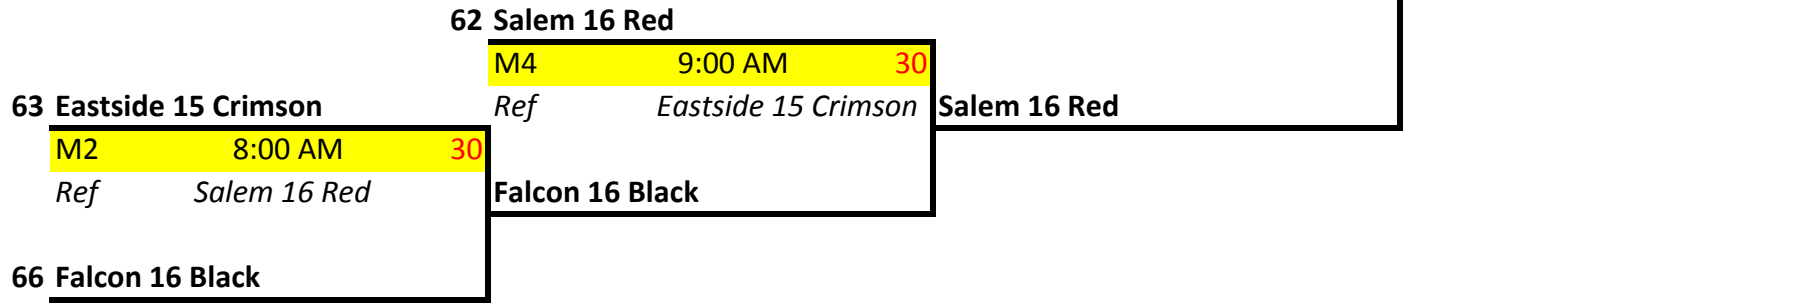 62 Salem 16 Red
M4 9:00 AM 30
63 Eastside 15 Crimson Ref Eastside 15 Crimson Salem 16 Red
M2 8:00 AM 30
Ref Salem 16 Red Falcon 16 Black
66 Falcon 16 Black